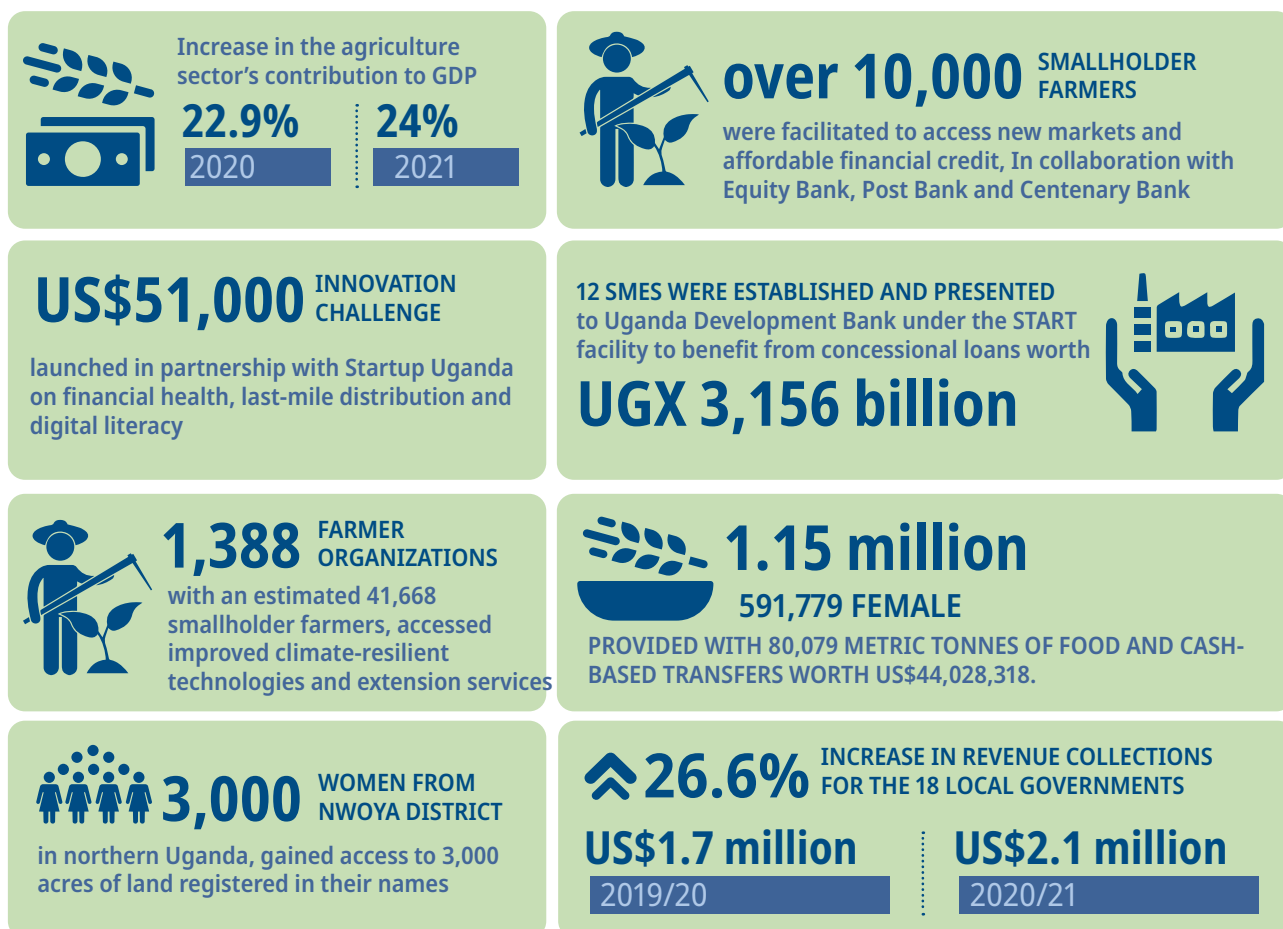 Increase in the agriculture
sector’s contribution to GDP
22.9%
2020
24%
2021
over 10,000 SMALLHOLDER
FARMERS
were facilitated to access new markets and
affordable financial credit, In collaboration with
Equity Bank, Post Bank and Centenary Bank
US$51,000 INNOVATION
CHALLENGE
launched in partnership with Startup Uganda
on financial health, last-mile distribution and
digital literacy
12 SMES WERE ESTABLISHED AND PRESENTED
to Uganda Development Bank under the START
facility to benefit from concessional loans worth
UGX 3,156 billion
1,388 FARMER
ORGANIZATIONS
with an estimated 41,668
smallholder farmers, accessed
improved climate-resilient
technologies and extension services
1.15 million
591,779 FEMALE
PROVIDED WITH 80,079 METRIC TONNES OF FOOD AND CASH-
BASED TRANSFERS WORTH US$44,028,318.
3,000 WOMEN FROM
NWOYA DISTRICT
in northern Uganda, gained access to 3,000
acres of land registered in their names
26.6% INCREASE IN REVENUE COLLECTIONS
FOR THE 18 LOCAL GOVERNMENTS
US$1.7 million
2019/20
US$2.1 million
2020/21